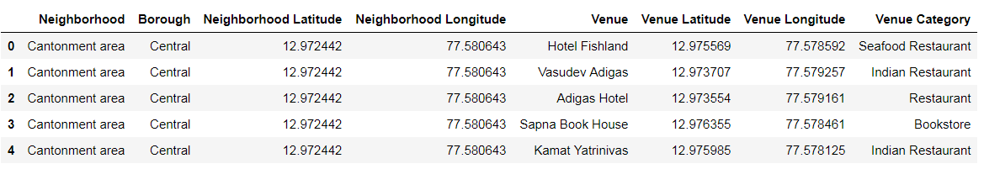 Neighborhood Borough Neighborhood Latitude Neighborhood Longitude Venue Venue Latitude Venue Longitude Venue Category
0 Cantonment area Central 12.972442 77.580643 Hotel Fishland 12.975569 77.578592 Seafood Restaurant
1 Cantonment area Central 12.972442 77.580643 Vasudev Adigas 12.973707 77.579257 Indian Restaurant
2 Cantonment area Central 12.972442 77.580643 Adigas Hotel 12.973554 77.579161 Restaurant
3 Cantonment area Central 12.972442 77.580643 Sapna Book House 12.976355 77.578461 Bookstore
4 Cantonment area Central 12.972442 77.580643 Kamat Yatrinivas 12.975985 77.578125 Indian Restaurant